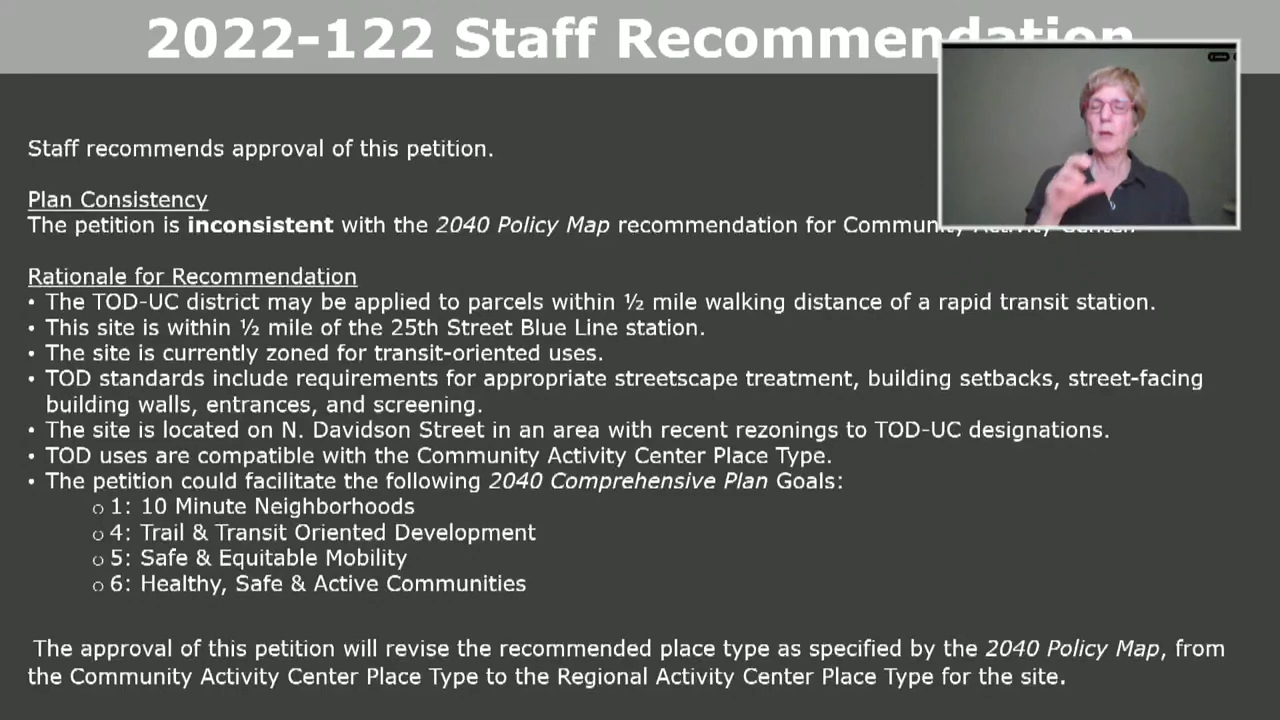 2022-122 Staff Recommendation
Staff recommends approval of this petition.
Plan Consistency
The petition is inconsistent with the 2040 Policy Map recommendation for Community Activity Center.
Rationale for Recommendation
• The TOD-UC district may be applied to parcels within ½ mile walking distance of a rapid transit station.
• This site is within ½ mile of the 25th Street Blue Line station.
• The site is currently zoned for transit-oriented uses.
• TOD standards include requirements for appropriate streetscape treatment, building setbacks, street-facing
building walls, entrances, and screening.
• The site is located on N. Davidson Street in an area with recent rezonings to TOD-UC designations.
• TOD uses are compatible with the Community Activity Center Place Type.
• The petition could facilitate the following 2040 Comprehensive Plan Goals:
o 1: 10 Minute Neighborhoods
o 4: Trail & Transit Oriented Development
o 5: Safe & Equitable Mobility
o 6: Healthy, Safe & Active Communities
The approval of this petition will revise the recommended place type as specified by the 2040 Policy Map, from
the Community Activity Center Place Type to the Regional Activity Center Place Type for the site.